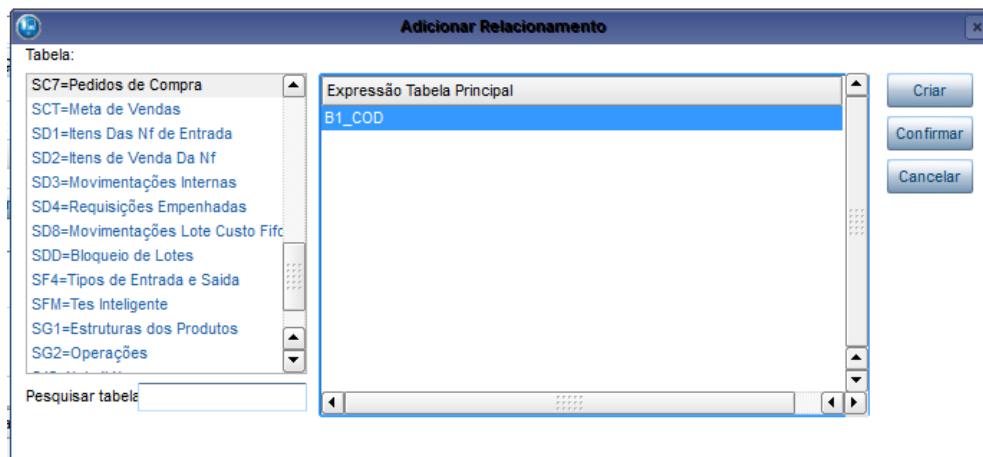 Adicionar Relacionamento
Tabela:
SC7=Pedidos de Compra
SCT=Meta de Vendas
SD1=Itens Das Nf de Entrada
SD2=Itens de Venda Da Nf
SD3=Movimentações Internas
SD4=Requisições Empenhadas
SD8=Movimentações Lote Custo Fifo
SDD=Bloqueio de Lotes
SF4=Tipos de Entrada e Saida
SFM=Tes Inteligente
SG1=Estruturas dos Produtos
SG2=Operações
Pesquisar tabela
Expressão Tabela Principal
B1_COD
Criar
Confirmar
Cancelar